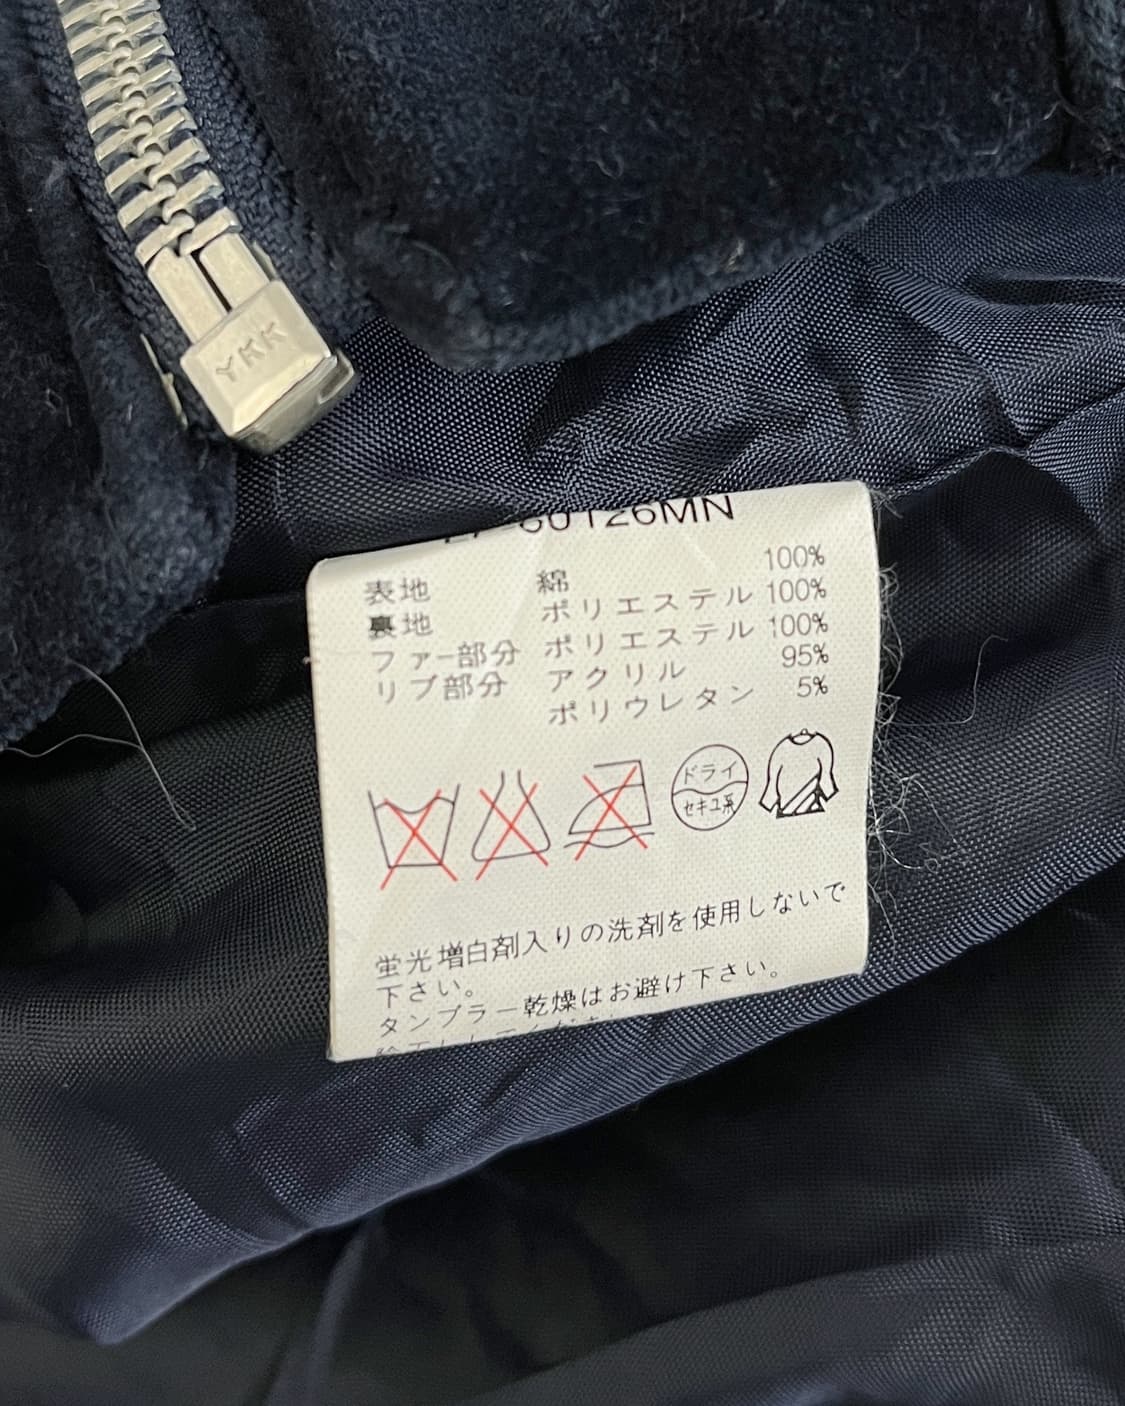 YKK
60126MN
表地 綿 100%
裏地 ポリエステル 100%
ファー部分 ポリエステル 100%
リブ部分 アクリル 95%
ポリウレタン 5%
ドライ
セキユ系
蛍光増白剤入りの洗剤を使用しないで
下さい。
タンブラー乾燥はお避け下さい。